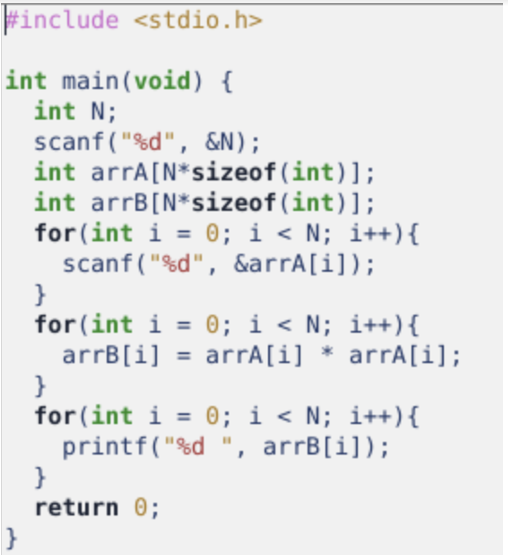 #include <stdio.h>

int main(void) {
  int N;
  scanf("%d", &N);
  int arrA[N*sizeof(int)];
  int arrB[N*sizeof(int)];
  for(int i = 0; i < N; i++){
    scanf("%d", &arrA[i]);
  }
  for(int i = 0; i < N; i++){
    arrB[i] = arrA[i] * arrA[i];
  }
  for(int i = 0; i < N; i++){
    printf("%d ", arrB[i]);
  }
  return 0;
}